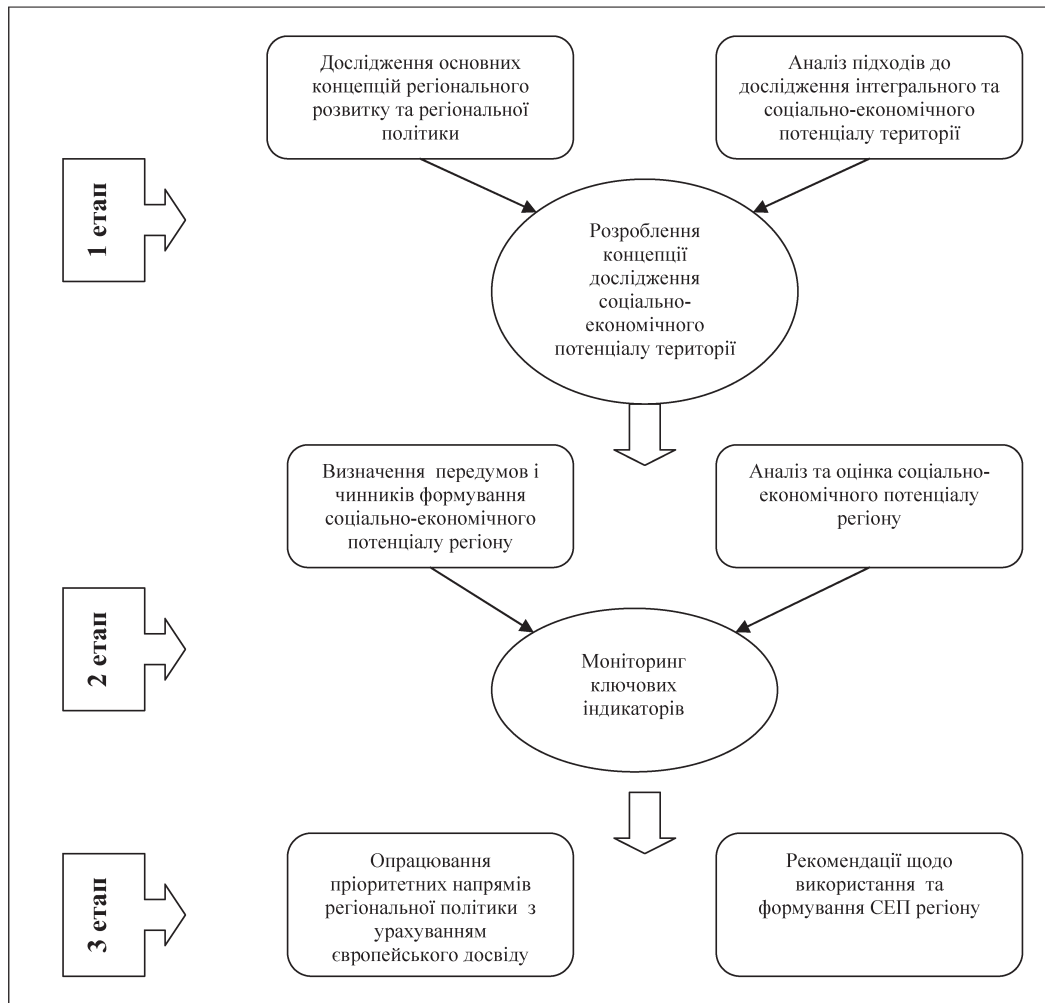 Дослідження основних
концепцій регіонального
розвитку та регіональної
політики
Аналіз підходів до
дослідження інтегрального та
соціально-економічного
потенціалу території
1 етап
Розроблення
концепції
дослідження
соціально-
економічного
потенціалу території
Визначення передумов і
чинників формування
соціально-економічного
потенціалу регіону
Аналіз та оцінка соціально-
економічного потенціалу
регіону
2 етап
Моніторинг
ключових
індикаторів
3 етап
Опрацювання
пріоритетних напрямів
регіональної політики з
урахуванням
європейського досвіду
Рекомендації щодо
використання та
формування СЕП регіону